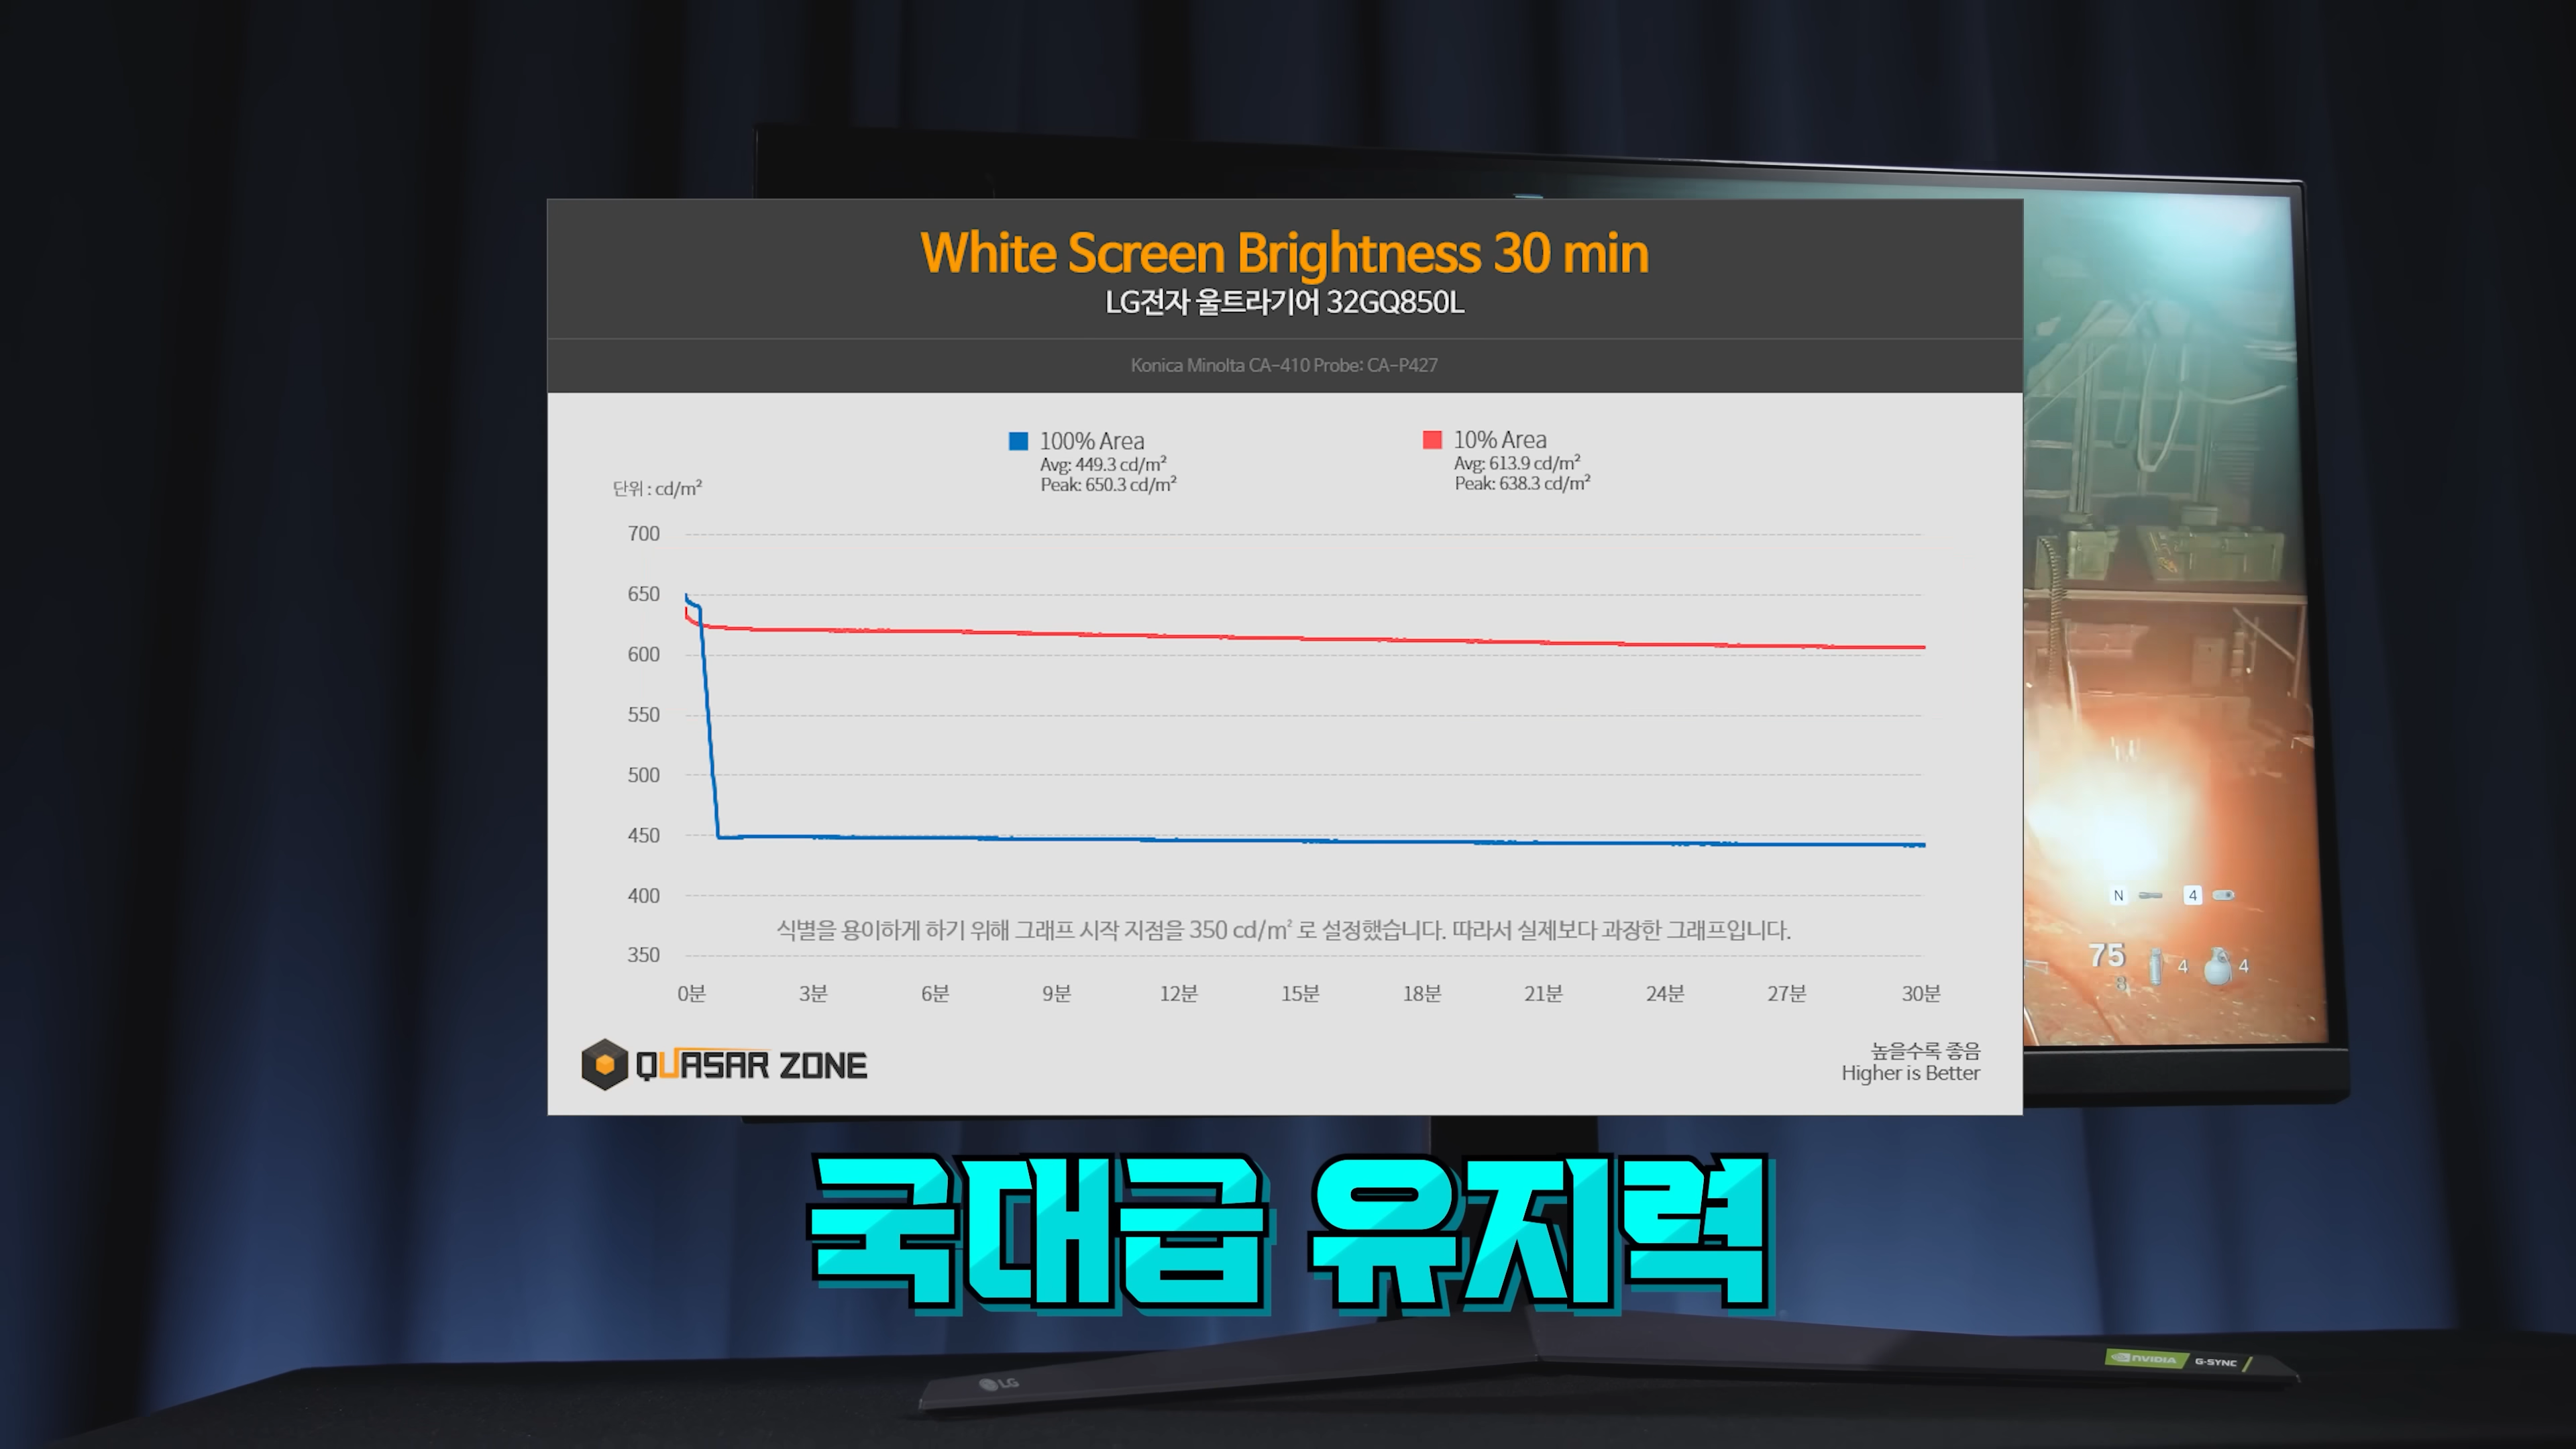 White Screen Brightness 30 min
LG전자 울트라기어 32GQ850L
Konica Minolta CA-410 Probe: CA-P427
100% Area
Avg: 449.3 cd/m²
Peak: 650.3 cd/m²
10% Area
Avg: 613.9 cd/m²
Peak: 638.3 cd/m²
단위 : cd/m²
700
650
600
550
500
450
400
식별을 용이하게 하기 위해 그래프 시작 지점을 350 cd/m² 로 설정했습니다. 따라서 실제보다 과장한 그래프입니다.
350
0분 3분 6분 9분 12분 15분 18분 21분 24분 27분 30분
QUASAR ZONE
높을수록 좋음
Higher is Better
N 4
75 4 4
8
국대급 유지력
LG
NVIDIA G-SYNC